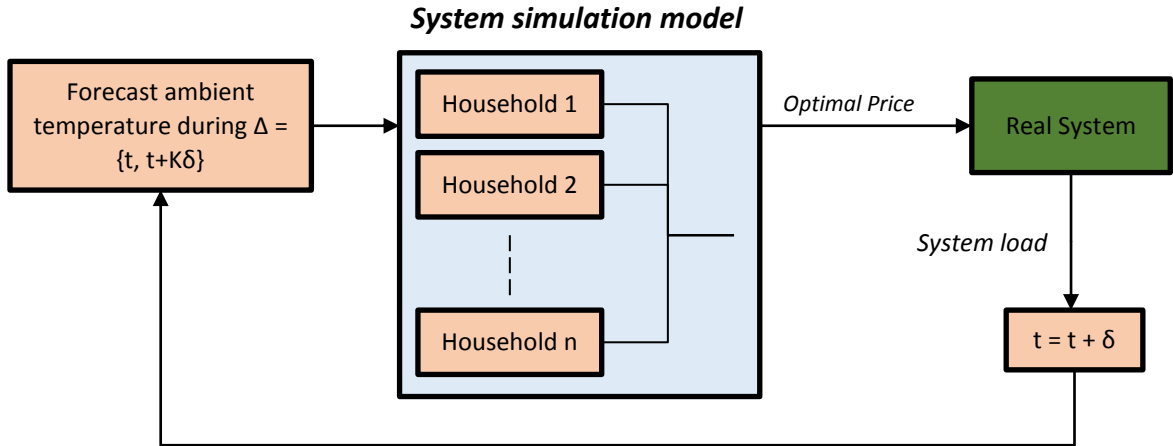 System simulation model
Forecast ambient
temperature during Δ =
{t, t+Kδ}
Household 1
Household 2
Household n
Optimal Price
Real System
System load
t = t + δ